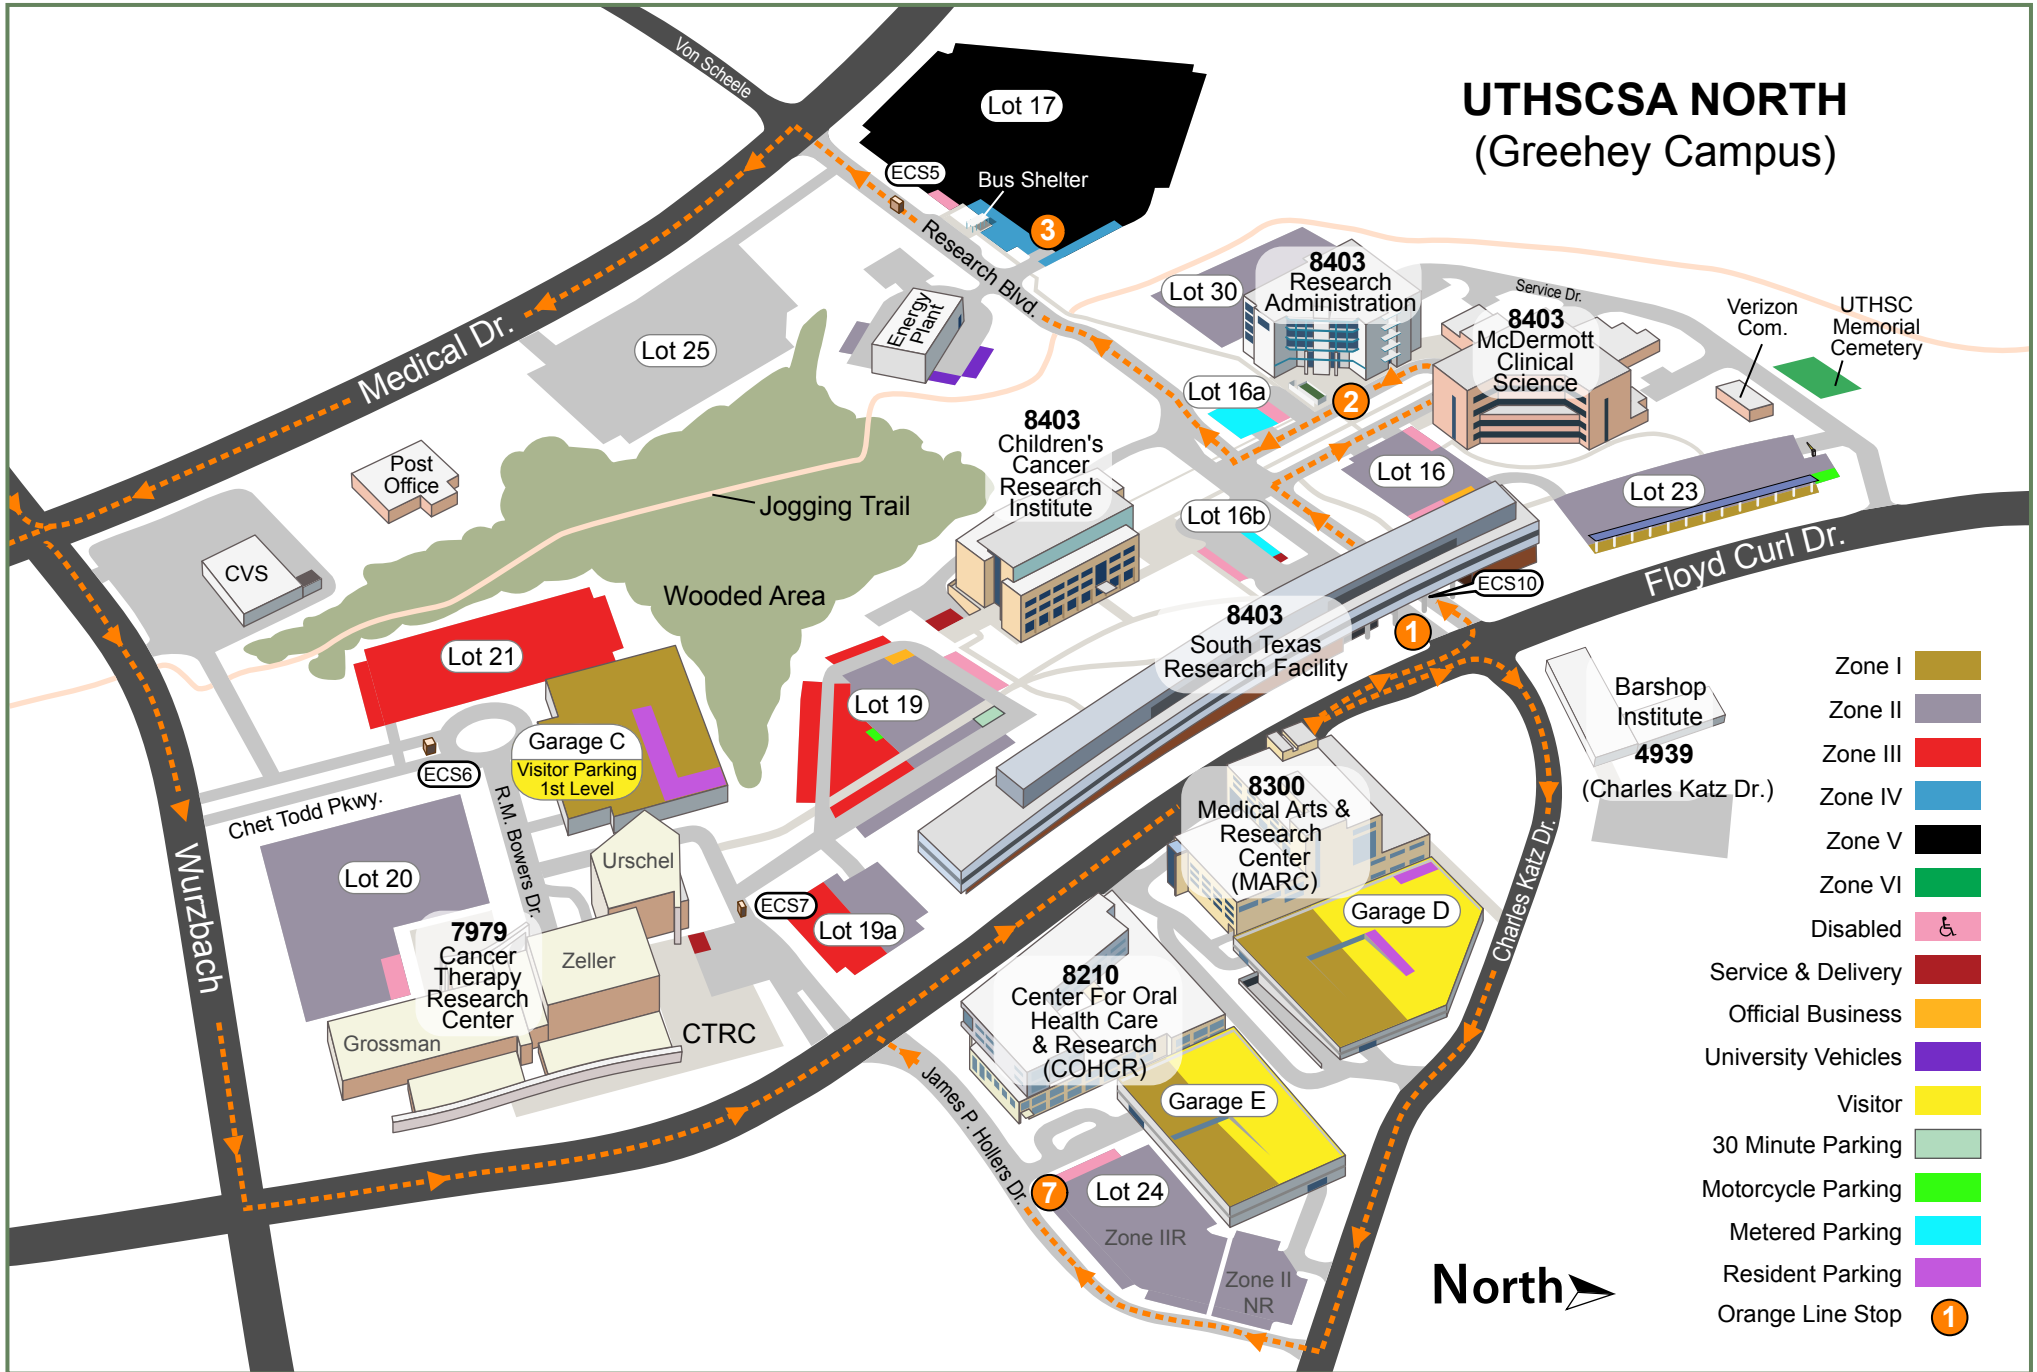 UTHSCSA NORTH
(Greehey Campus)
Von Scheele
Lot 17
ECS5
Bus Shelter
3
Research Blvd.
Medical Dr.
Lot 25
Energy
Plant
Lot 30
8403
Research
Administration
Service Dr.
8403
McDermott
Clinical
Science
Verizon
Com.
UTHSC
Memorial
Cemetery
Lot 16a
2
Lot 16
Lot 23
Lot 16b
8403
Children's
Cancer
Research
Institute
Post
Office
Jogging Trail
CVS
Wooded Area
Floyd Curl Dr.
ECS10
1
8403
South Texas
Research Facility
Lot 21
Lot 19
Garage C
Visitor Parking
1st Level
ECS6
Chet Todd Pkwy.
R.M. Bowers Dr.
Wurzbach
Lot 20
Urschel
ECS7
Lot 19a
7979
Cancer
Therapy
Research
Center
Zeller
Grossman
CTRC
Barshop
Institute
4939
(Charles Katz Dr.)
Charles Katz Dr.
8300
Medical Arts &
Research
Center
(MARC)
Garage D
8210
Center For Oral
Health Care
& Research
(COHCR)
Garage E
James P. Hollers Dr.
7
Lot 24
Zone IIR
Zone II
NR
North
Zone I
Zone II
Zone III
Zone IV
Zone V
Zone VI
Disabled
Service & Delivery
Official Business
University Vehicles
Visitor
30 Minute Parking
Motorcycle Parking
Metered Parking
Resident Parking
Orange Line Stop
1